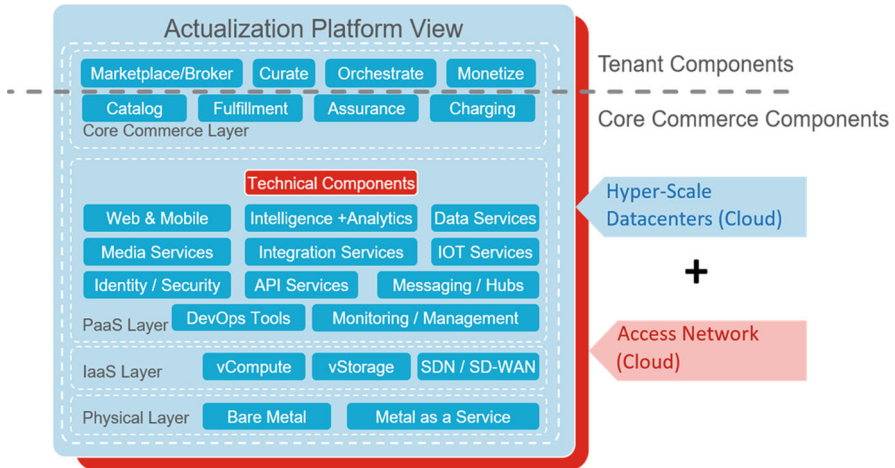 Actualization Platform View
Marketplace/Broker Curate Orchestrate Monetize
Tenant Components
Catalog Fulfillment Assurance Charging
Core Commerce Layer
Core Commerce Components
Technical Components
Web & Mobile Intelligence +Analytics Data Services
Media Services Integration Services IOT Services
Identity / Security API Services Messaging / Hubs
PaaS Layer DevOps Tools Monitoring / Management
IaaS Layer vCompute vStorage SDN / SD-WAN
Physical Layer Bare Metal Metal as a Service
Hyper-Scale
Datacenters (Cloud)
+
Access Network
(Cloud)